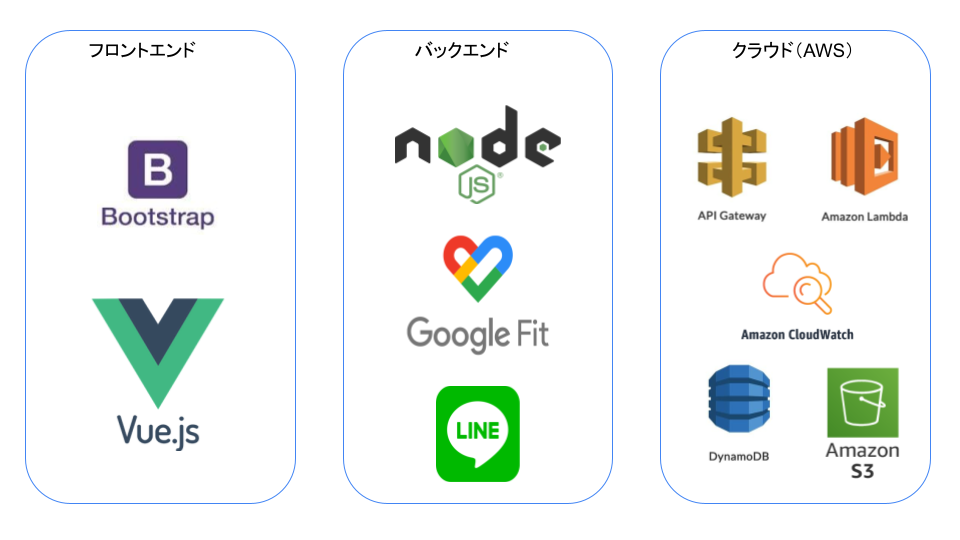 フロントエンド
B
Bootstrap
Vue.js
バックエンド
node
JS®
Google Fit
LINE
クラウド（AWS）
API Gateway
Amazon Lambda
Amazon CloudWatch
DynamoDB
Amazon
S3